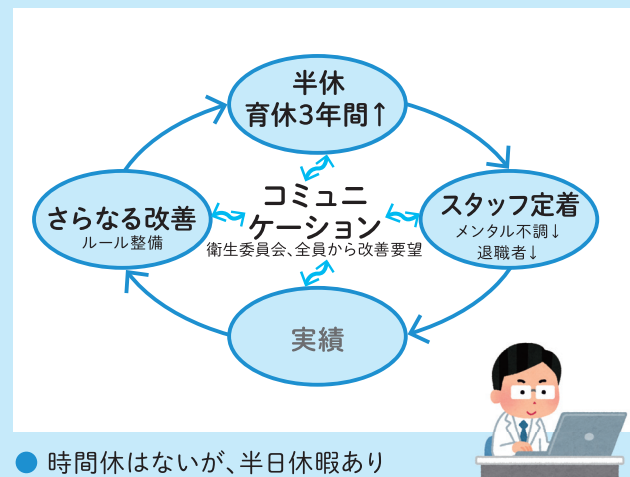 半休
育休3年間↑
コミュニ
ケーション
衛生委員会、全員から改善要望
スタッフ定着
メンタル不調↓
退職者↓
実績
さらなる改善
ルール整備
● 時間休はないが、半日休暇あり